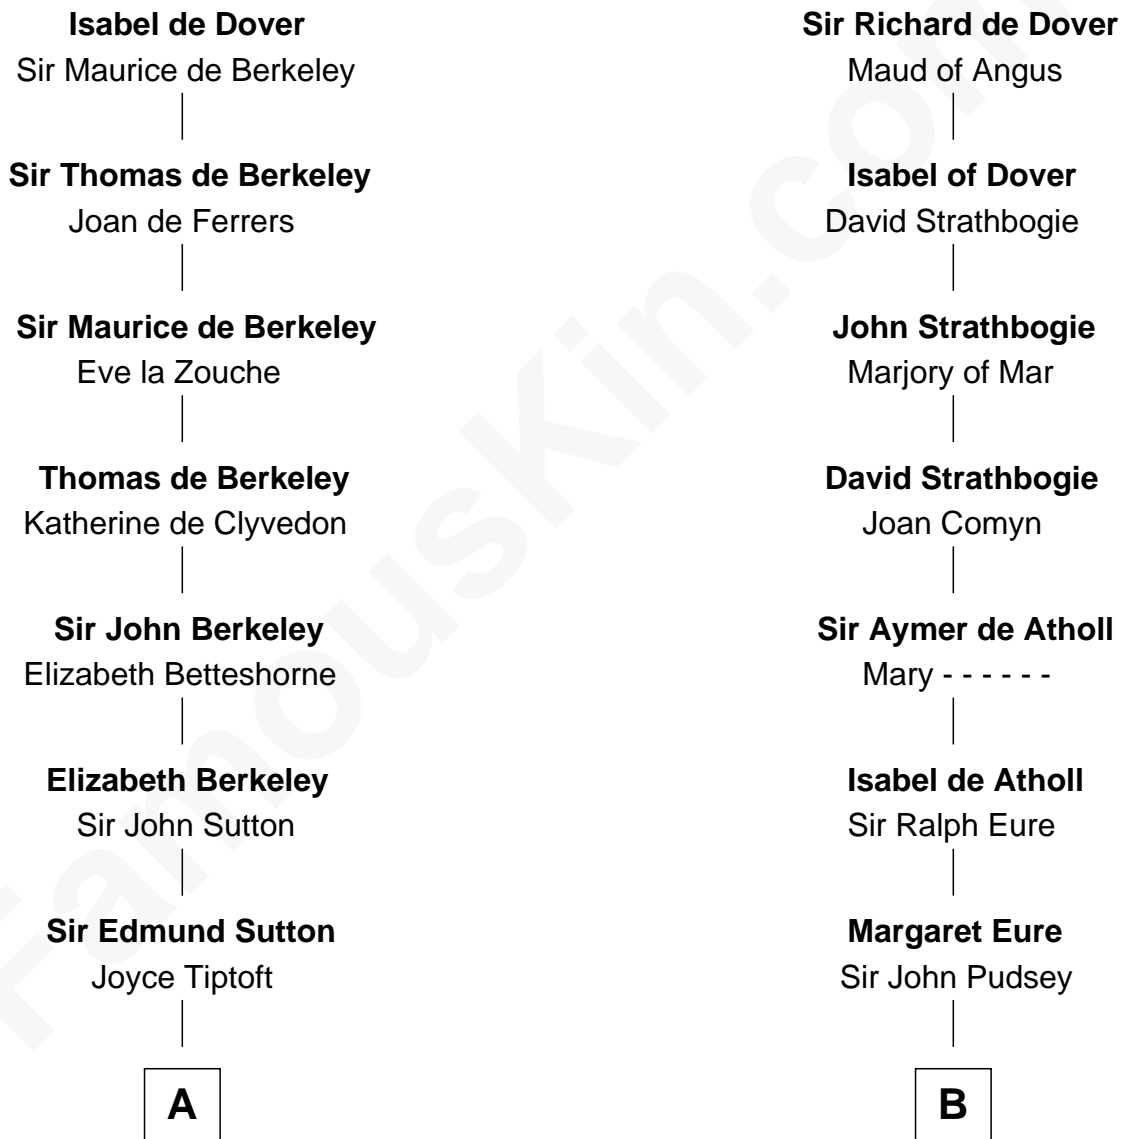 Isabel de Dover
Sir Maurice de Berkeley
Sir Thomas de Berkeley
Joan de Ferrers
Sir Maurice de Berkeley
Eve la Zouche
Thomas de Berkeley
Katherine de Clyvedon
Sir John Berkeley
Elizabeth Betteshorne
Elizabeth Berkeley
Sir John Sutton
Sir Edmund Sutton
Joyce Tiptoft
A
Sir Richard de Dover
Maud of Angus
Isabel of Dover
David Strathbogie
John Strathbogie
Marjory of Mar
David Strathbogie
Joan Comyn
Sir Aymer de Atholl
Mary - - - - - -
Isabel de Atholl
Sir Ralph Eure
Margaret Eure
Sir John Pudsey
B
FamousKin.com